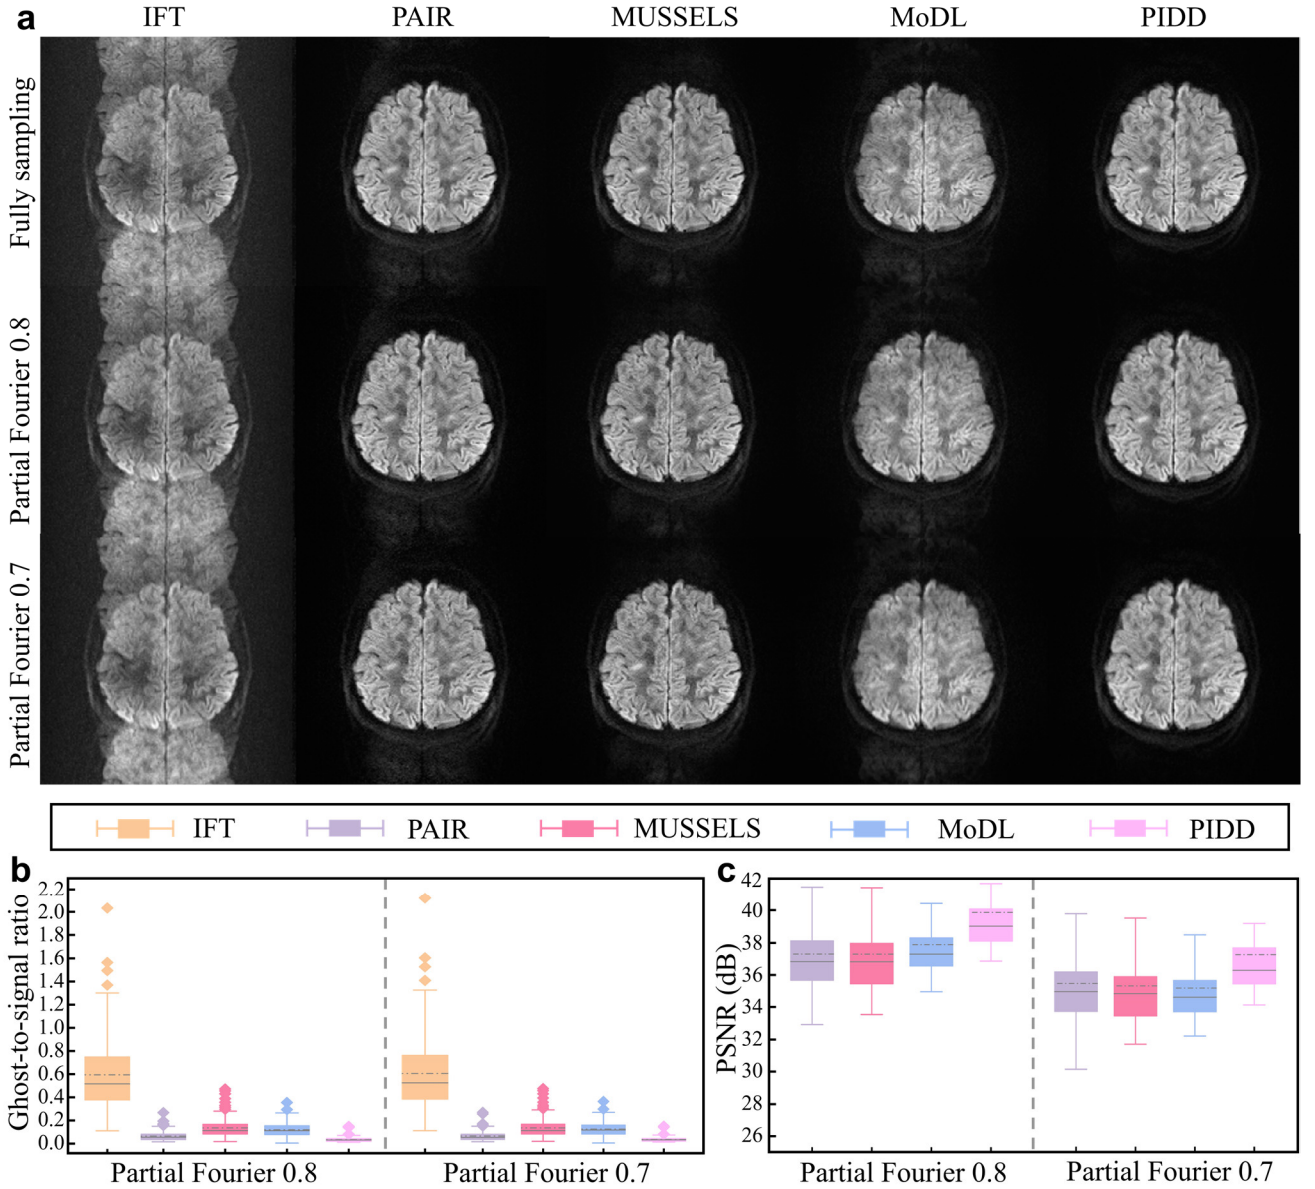 a IFT PAIR MUSSELS MoDL PIDD
Fully sampling
Partial Fourier 0.8
Partial Fourier 0.7
IFT PAIR MUSSELS MoDL PIDD
b
Ghost-to-signal ratio
2.2
2.0
1.8
1.6
1.4
1.2
1.0
0.8
0.6
0.4
0.2
0.0
Partial Fourier 0.8 Partial Fourier 0.7
c
PSNR (dB)
42
40
38
36
34
32
30
28
26
Partial Fourier 0.8 Partial Fourier 0.7